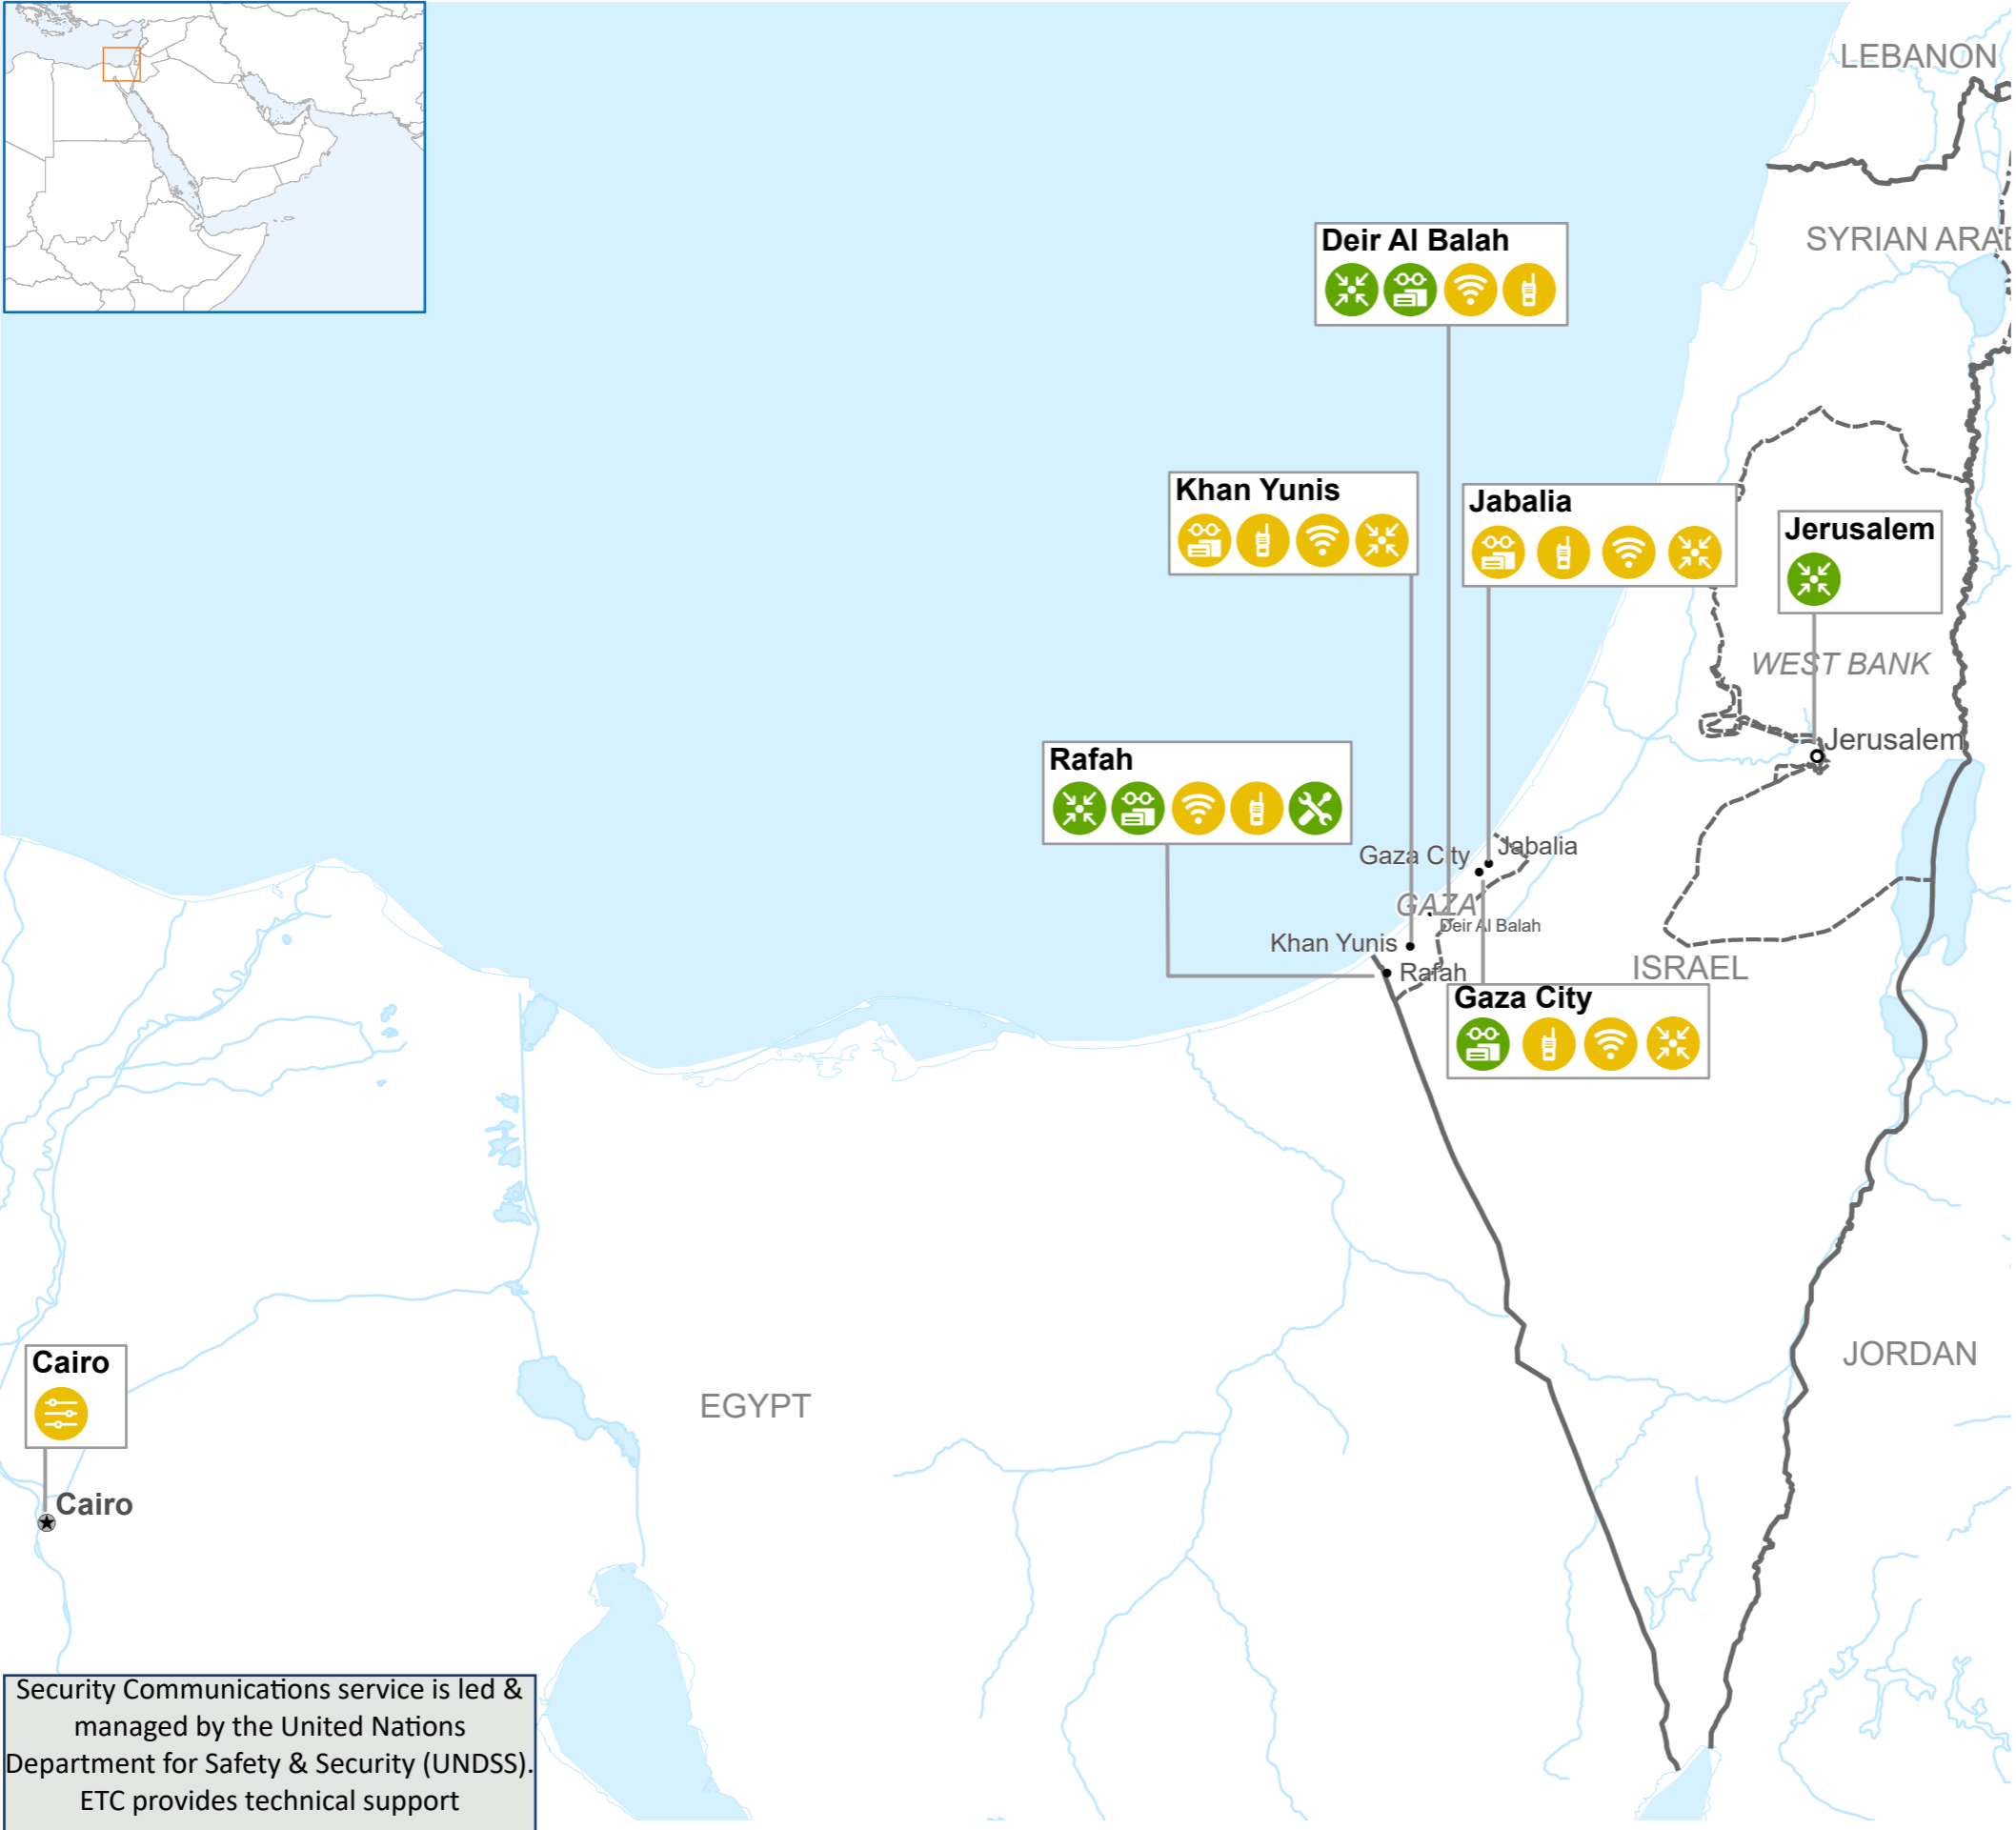 LEBANON
SYRIAN ARAB
Deir Al Balah
Khan Yunis
Jabalia
Jerusalem
WEST BANK
Jerusalem
Rafah
Gaza City
Jabalia
GAZA
Deir Al Balah
Khan Yunis
Rafah
ISRAEL
Gaza City
Cairo
EGYPT
JORDAN
Cairo
Security Communications service is led &
managed by the United Nations
Department for Safety & Security (UNDSS).
ETC provides technical support